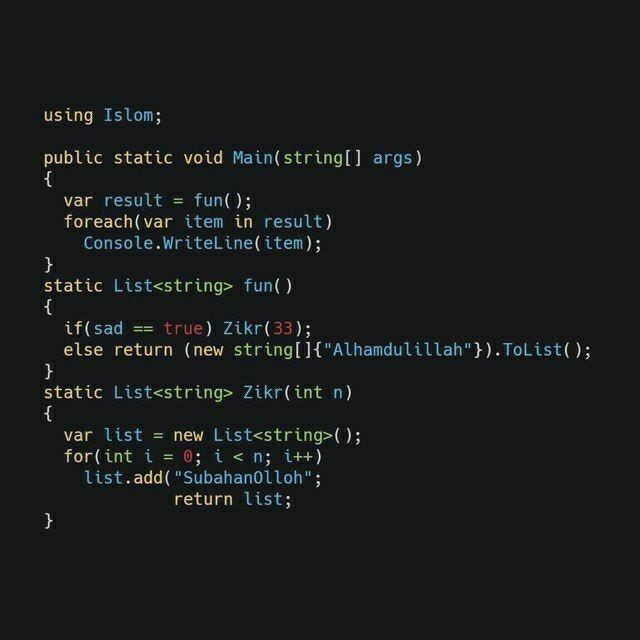 using Islom;
public static void Main(string[] args)
{
var result = fun();
foreach(var item in result)
Console.WriteLine(item);
}
static List<string> fun()
{
if(sad == true) Zikr(33);
else return (new string[]{"Alhamdulillah"}).ToList();
}
static List<string> Zikr(int n)
{
var list = new List<string>();
for(int i = 0; i < n; i++)
list.add("SubahanOlloh";
return list;
}